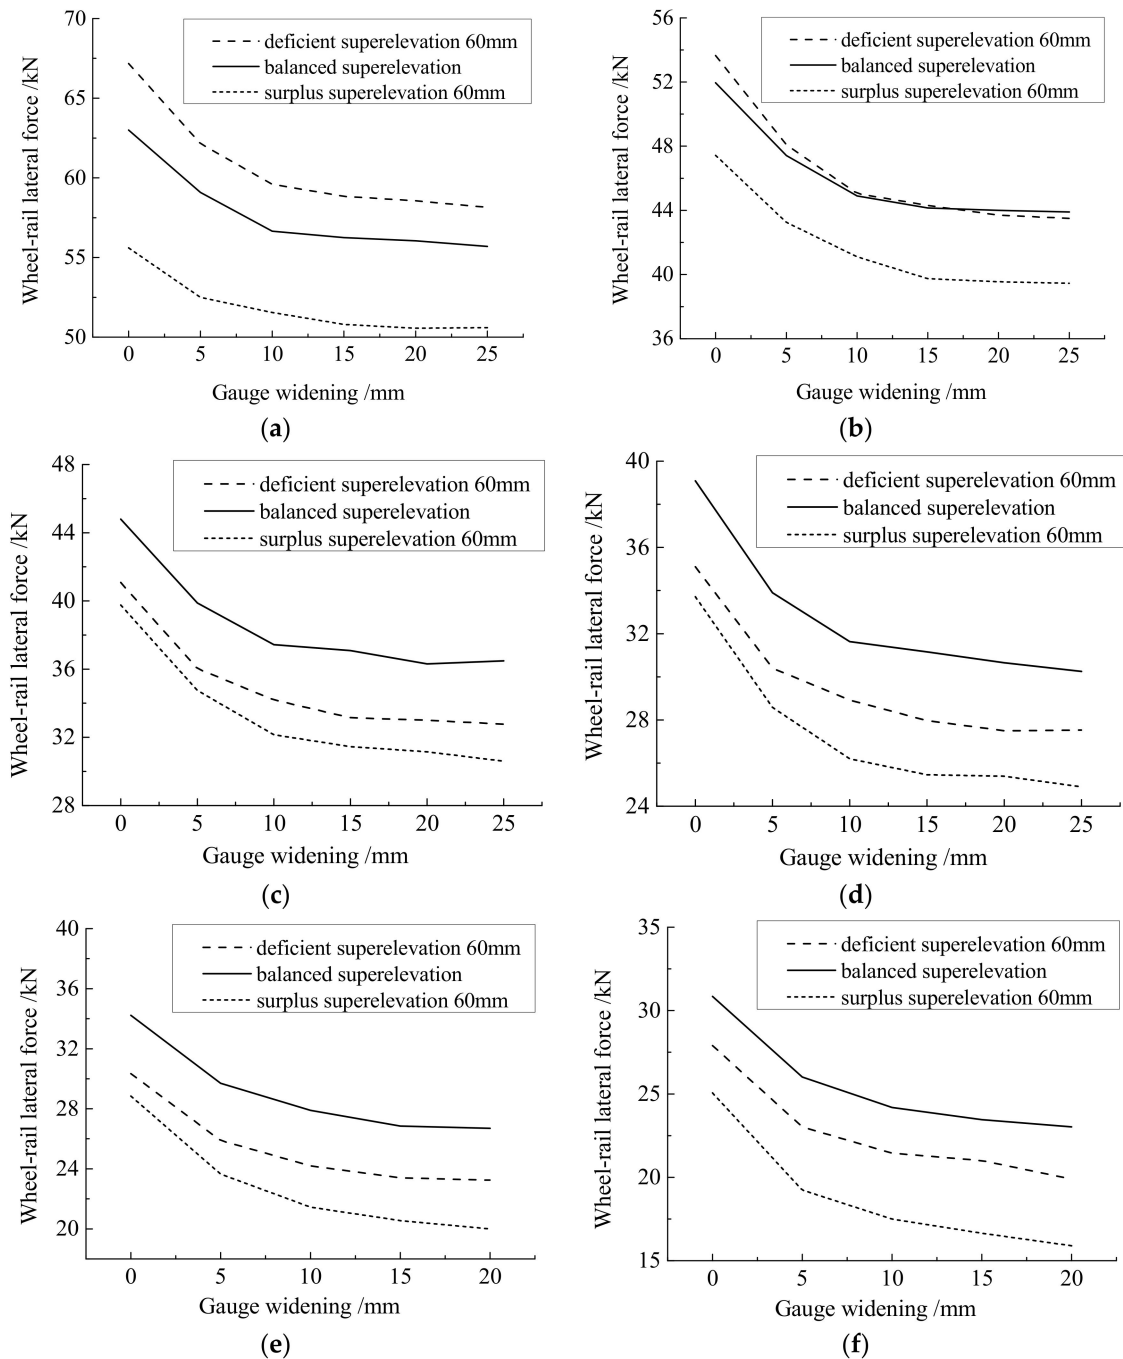 70
65
60
55
50
Wheel-rail lateral force /kN
deficient superelevation 60mm
balanced superelevation
surplus superelevation 60mm
0 5 10 15 20 25
Gauge widening /mm
(a)
56
52
48
44
40
36
Wheel-rail lateral force /kN
deficient superelevation 60mm
balanced superelevation
surplus superelevation 60mm
0 5 10 15 20 25
Gauge widening /mm
(b)
48
44
40
36
32
28
Wheel-rail lateral force /kN
deficient superelevation 60mm
balanced superelevation
surplus superelevation 60mm
0 5 10 15 20 25
Gauge widening /mm
(c)
40
36
32
28
24
Wheel-rail lateral force /kN
deficient superelevation 60mm
balanced superelevation
surplus superelevation 60mm
0 5 10 15 20 25
Gauge widening /mm
(d)
40
36
32
28
24
20
Wheel-rail lateral force /kN
deficient superelevation 60mm
balanced superelevation
surplus superelevation 60mm
0 5 10 15 20
Gauge widening /mm
(e)
35
30
25
20
15
Wheel-rail lateral force /kN
deficient superelevation 60mm
balanced superelevation
surplus superelevation 60mm
0 5 10 15 20
Gauge widening /mm
(f)